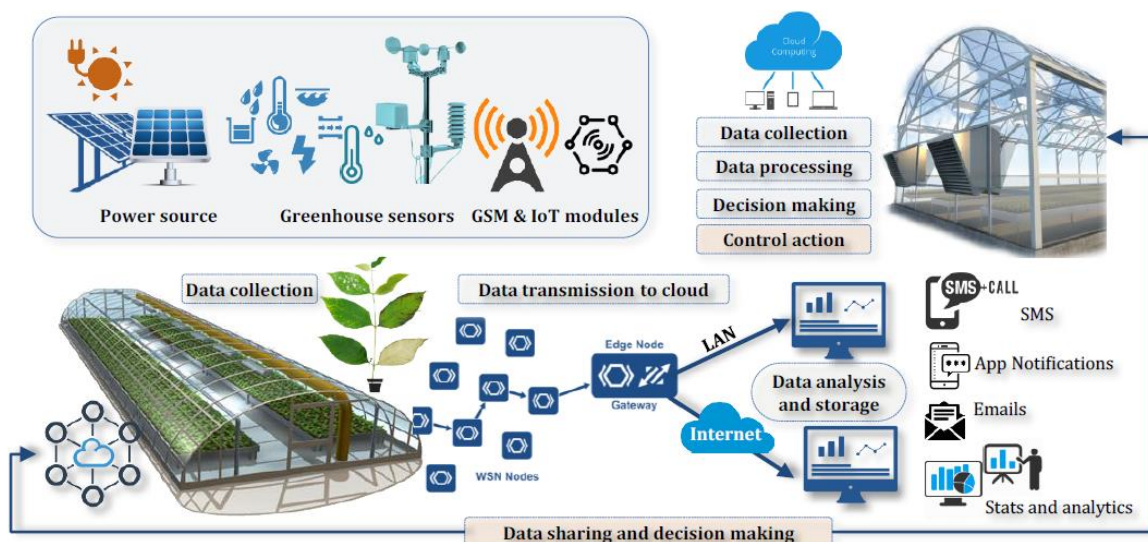 Cloud
Computing
Power source
Greenhouse sensors
GSM & IoT modules
Data collection
Data processing
Decision making
Control action
Data collection
Data transmission to cloud
Edge Node
Gateway
WSN Nodes
LAN
Internet
Data analysis
and storage
SMS+CALL
SMS
App Notifications
Emails
Stats and analytics
Data sharing and decision making